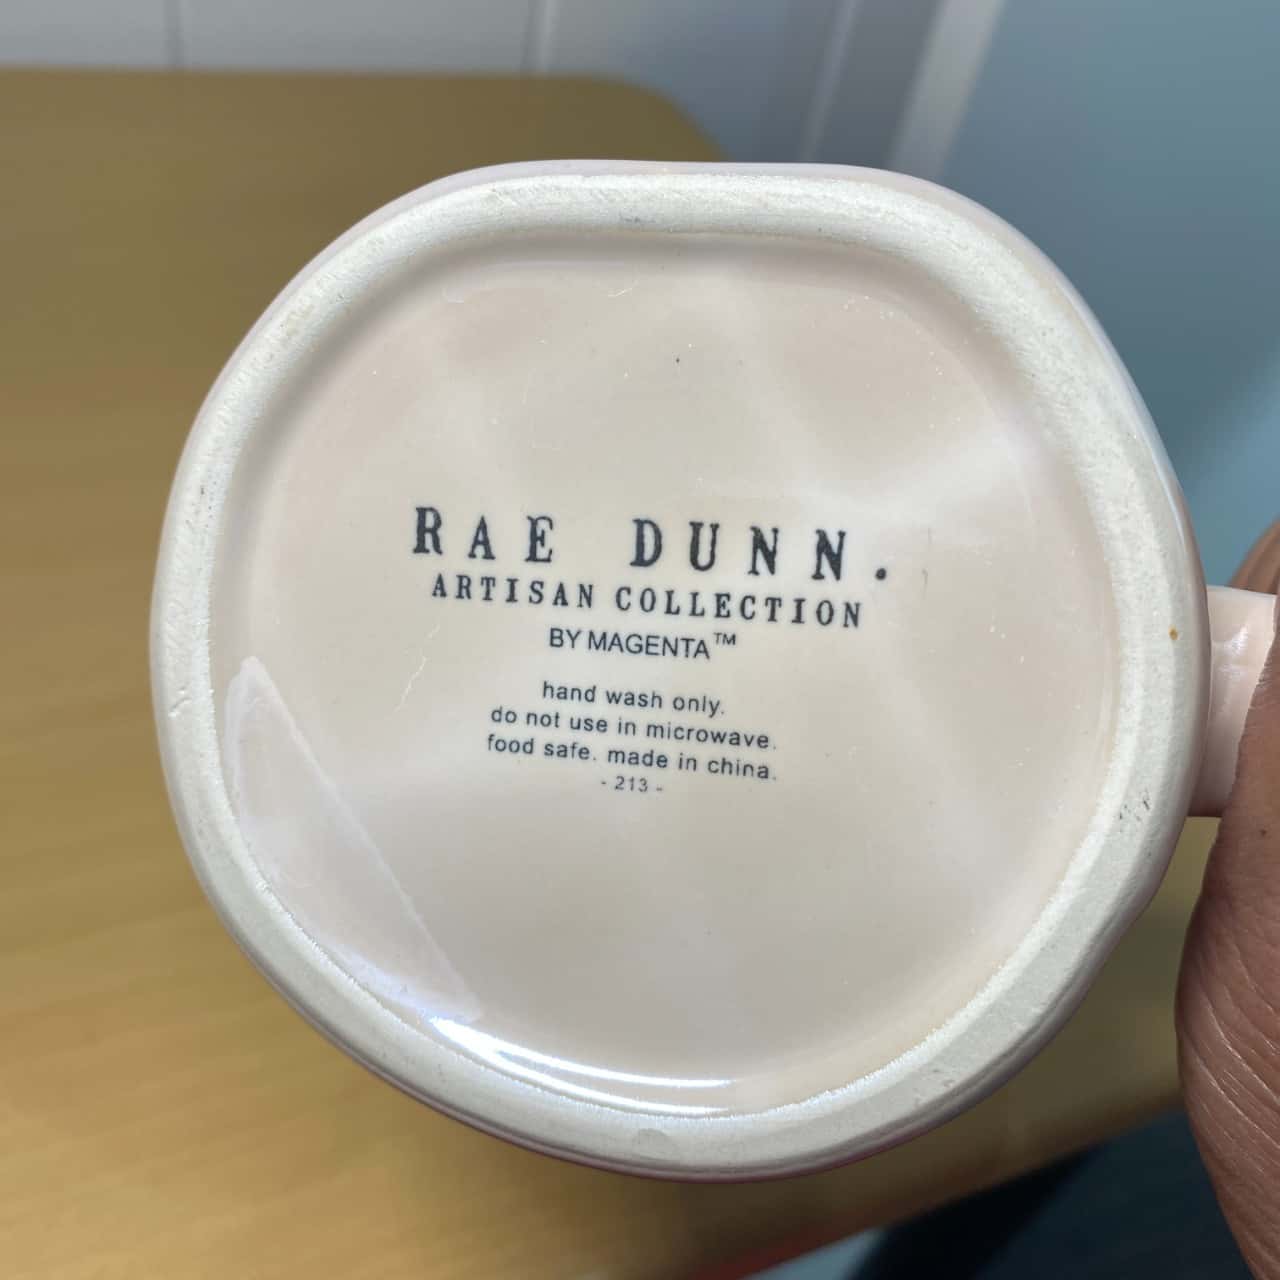 RAE DUNN.
ARTISAN COLLECTION
BY MAGENTA™
hand wash only.
do not use in microwave.
food safe. made in china.
- 213 -